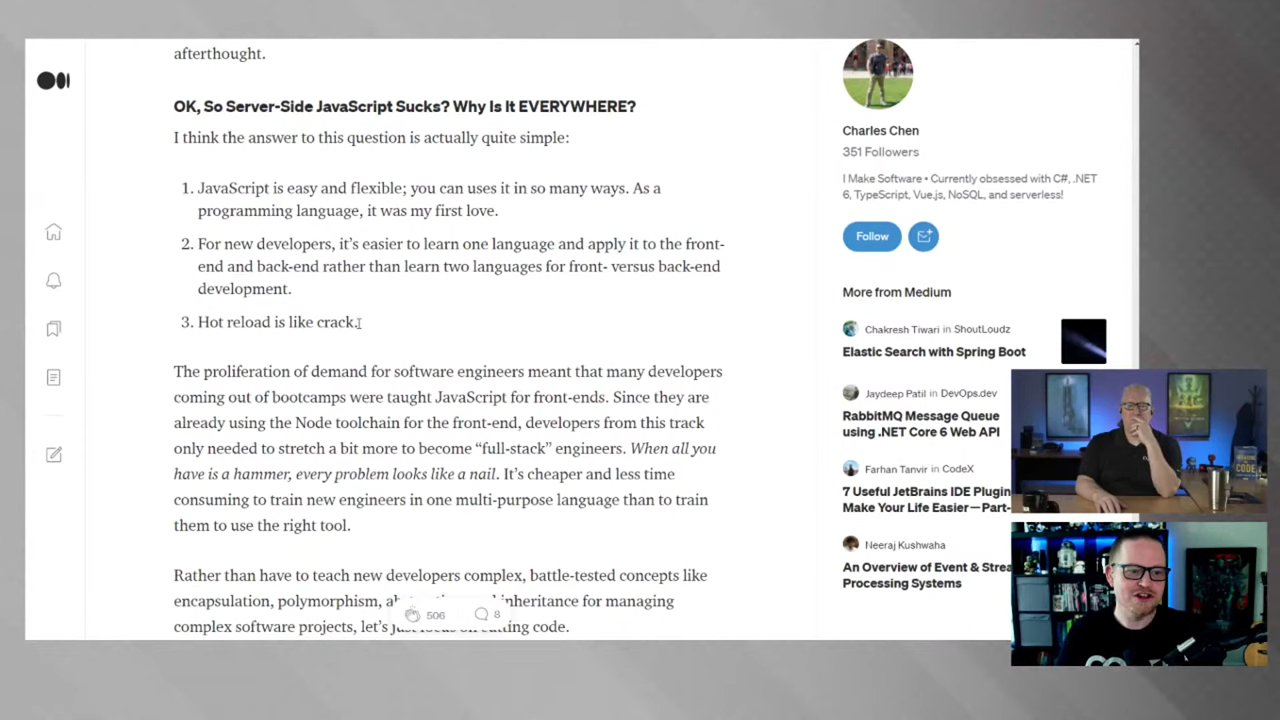 afterthought.
OK, So Server-Side JavaScript Sucks? Why Is It EVERYWHERE?
I think the answer to this question is actually quite simple:
1. JavaScript is easy and flexible; you can uses it in so many ways. As a
programming language, it was my first love.
2. For new developers, it's easier to learn one language and apply it to the front-
end and back-end rather than learn two languages for front- versus back-end
development.
3. Hot reload is like crack.
The proliferation of demand for software engineers meant that many developers
coming out of bootcamps were taught JavaScript for front-ends. Since they are
already using the Node toolchain for the front-end, developers from this track
only needed to stretch a bit more to become “full-stack” engineers. When all you
have is a hammer, every problem looks like a nail. It's cheaper and less time
consuming to train new engineers in one multi-purpose language than to train
them to use the right tool.
Rather than have to teach new developers complex, battle-tested concepts like
encapsulation, polymorphism, inheritance for managing
complex software projects, let's code.
506
8
Charles Chen
351 Followers
I Make Software • Currently obsessed with C#, .NET
6, TypeScript, Vue.js, NoSQL, and serverless!
Follow
More from Medium
Chakresh Tiwari in ShoutLoudz
Elastic Search with Spring Boot
Jaydeep Patil in DevOps.dev
RabbitMQ Message Queue
using .NET Core 6 Web API
Farhan Tanvir in CodeX
7 Useful JetBrains IDE Plugin
Make Your Life Easier—Part-
Neeraj Kushwaha
An Overview of Event & Strea
Processing Systems
CODE